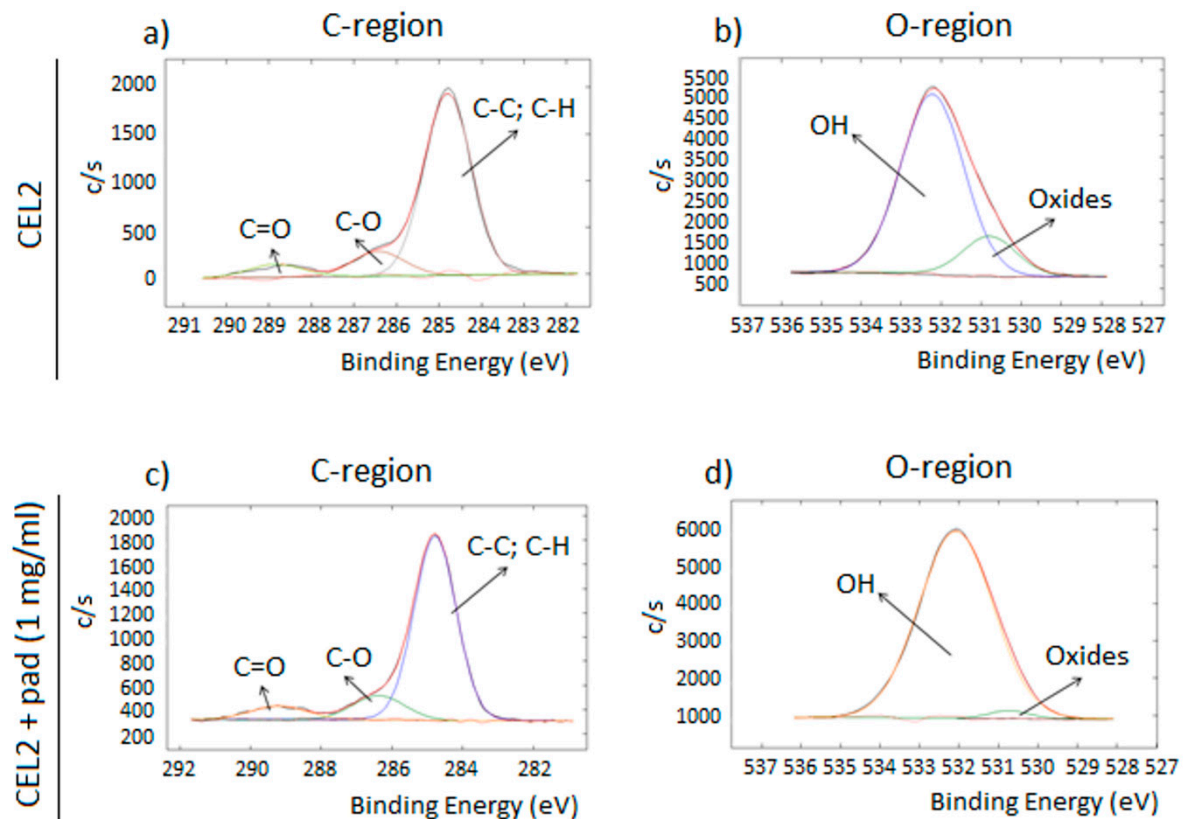 a)
C-region
b)
O-region
CEL2
c/s
2000
1500
1000
500
0
C-C; C-H
C-O
C=O
291 290 289 288 287 286 285 284 283 282
Binding Energy (eV)
c/s
5500
5000
4500
4000
3500
3000
2500
2000
1500
1000
500
OH
Oxides
537 536 535 534 533 532 531 530 529 528 527
Binding Energy (eV)
c)
C-region
d)
O-region
CEL2 + pad (1 mg/ml)
c/s
2000
1800
1600
1400
1200
1000
800
600
400
200
C-C; C-H
C-O
C=O
292 290 288 286 284 282
Binding Energy (eV)
c/s
6000
5000
4000
3000
2000
1000
OH
Oxides
537 536 535 534 533 532 531 530 529 528 527
Binding Energy (eV)